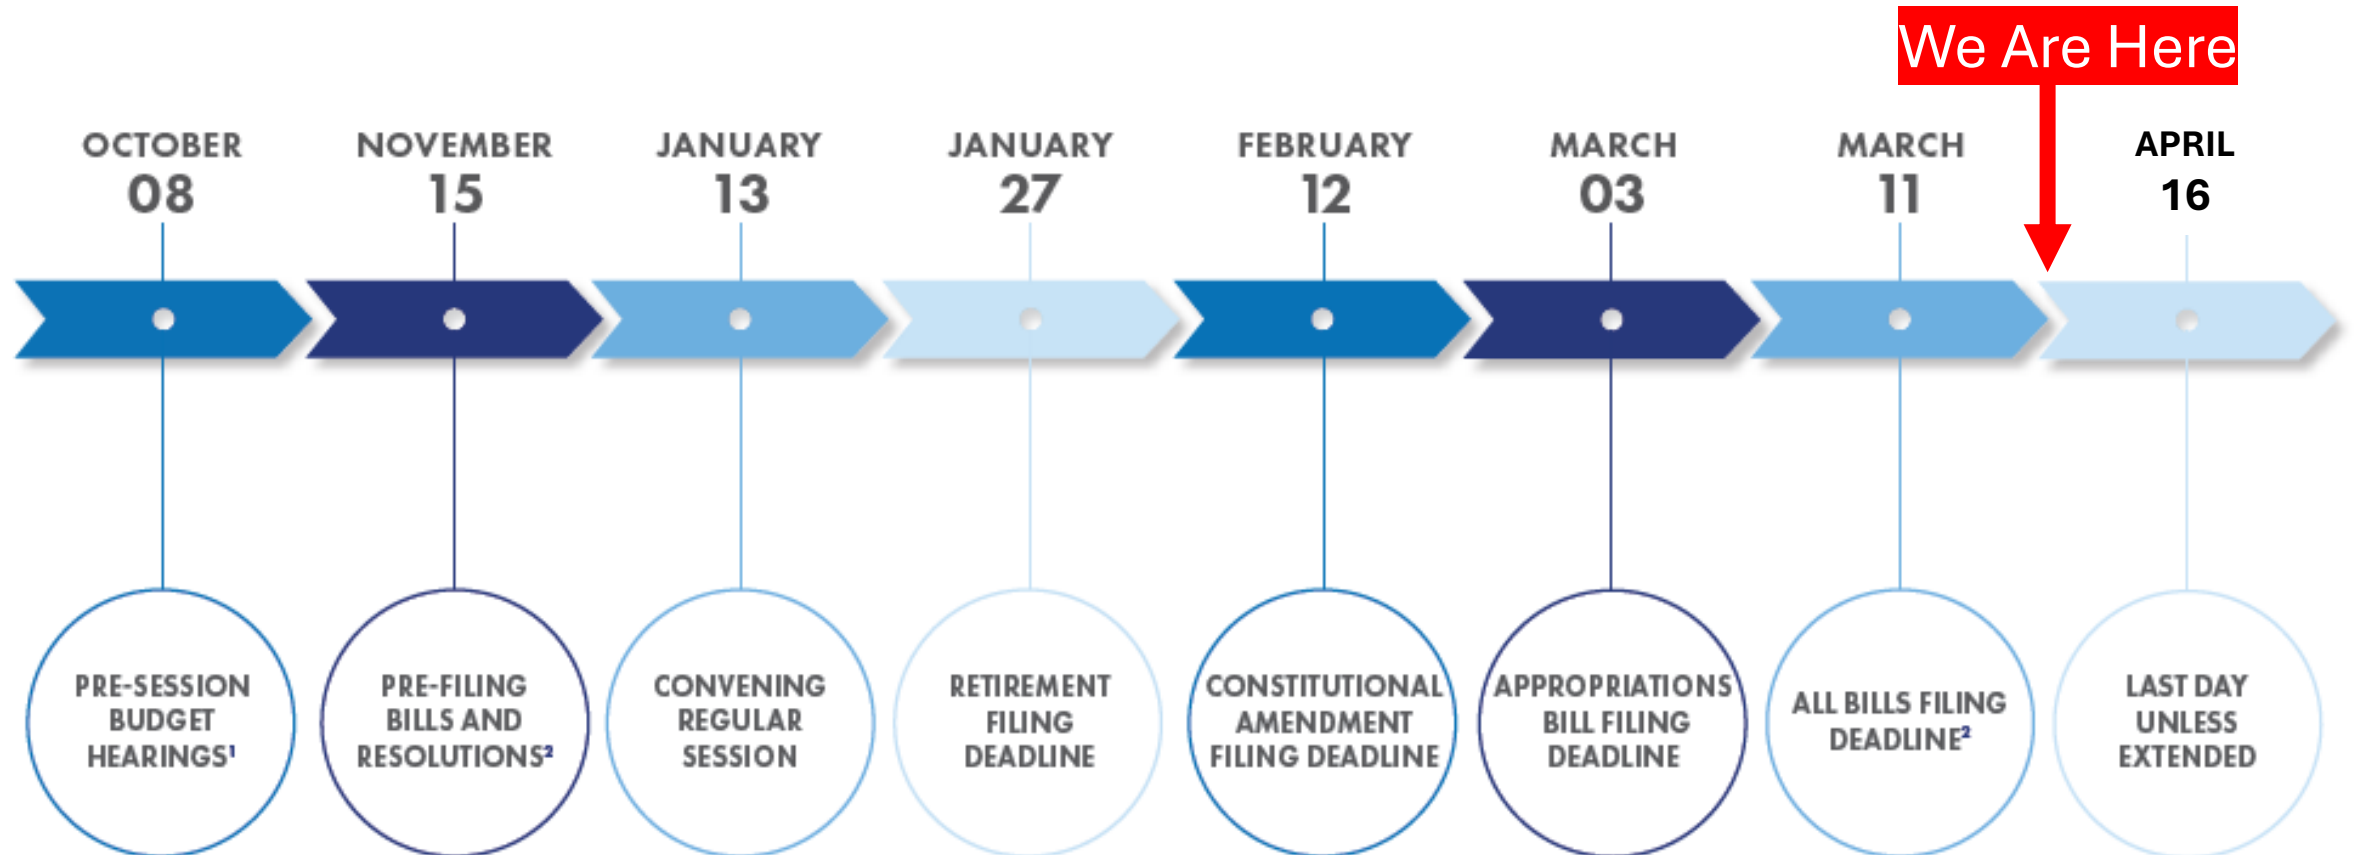 We Are Here
OCTOBER
08
NOVEMBER
15
JANUARY
13
JANUARY
27
FEBRUARY
12
MARCH
03
MARCH
11
APRIL
16
PRE-SESSION
BUDGET
HEARINGS¹
PRE-FILING
BILLS AND
RESOLUTIONS²
CONVENING
REGULAR
SESSION
RETIREMENT
FILING
DEADLINE
CONSTITUTIONAL
AMENDMENT
FILING DEADLINE
APPROPRIATIONS
BILL FILING
DEADLINE
ALL BILLS FILING
DEADLINE²
LAST DAY
UNLESS
EXTENDED